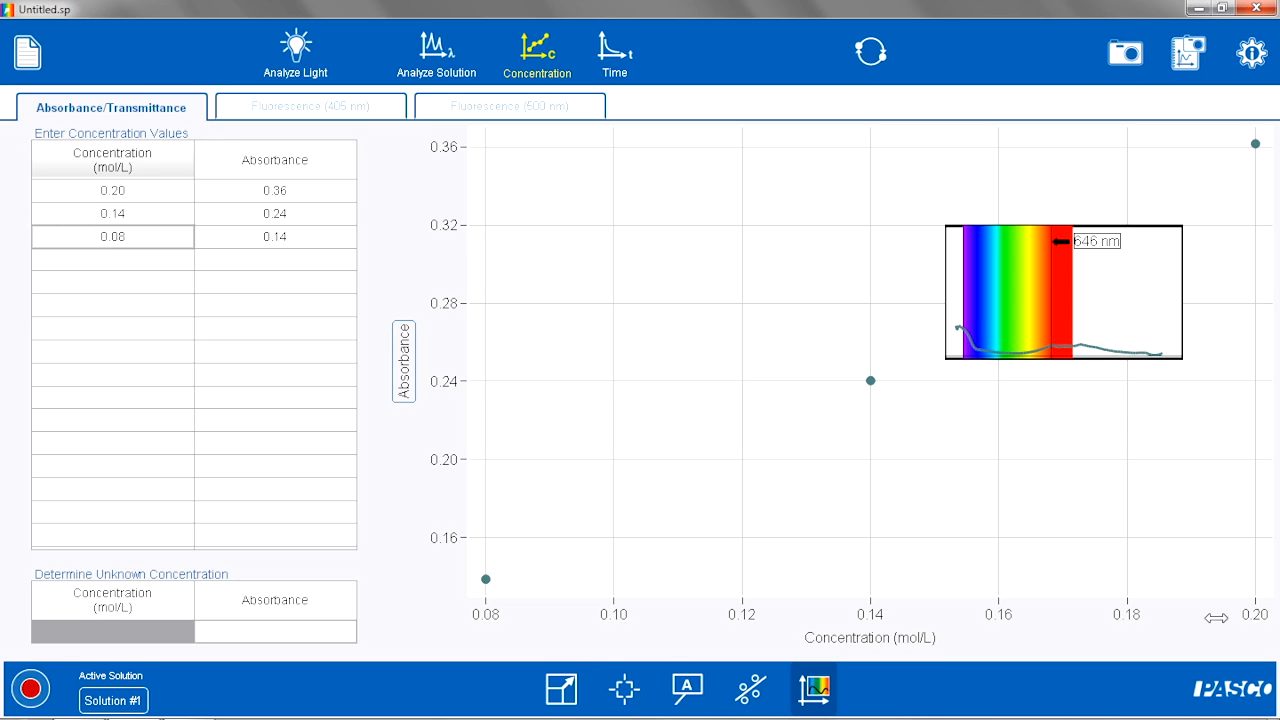 Untitled.sp
Analyze Light
Analyze Solution
λ
Concentration
c
Time
t
Absorbance/Transmittance
Fluorescence (405 nm)
Fluorescence (500 nm)
Enter Concentration Values
Concentration
(mol/L)
Absorbance
0.20 0.36
0.14 0.24
0.08 0.14
Determine Unknown Concentration
Concentration
(mol/L)
Absorbance
Absorbance
0.36
0.32
0.28
0.24
0.20
0.16
646 nm
0.08 0.10 0.12 0.14 0.16 0.18 0.20
Concentration (mol/L)
Active Solution
Solution #1
A
PASCO